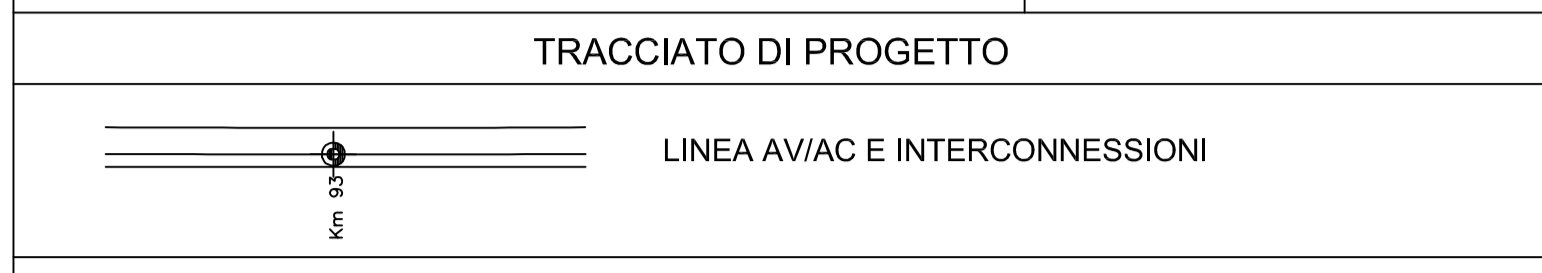 TRACCIATO DI PROGETTO
LINEA AV/AC E INTERCONNESSIONI
Km 93